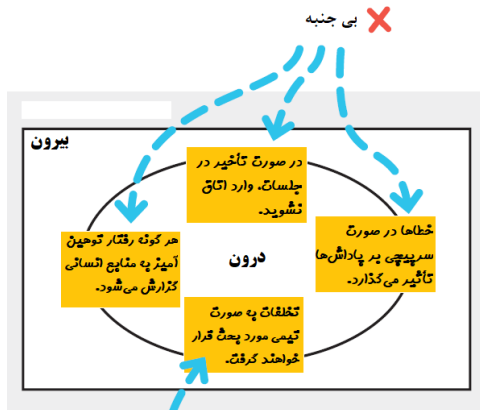 بی جنبه
بیرون
در صورت تأخیر در
جلسات، وارد اتاق
نشوید.
خطاها در صورت
سرپیچی بر پاداش‌ها
تأثیر می‌گذارد.
هر گونه رفتار توهین
آمیز به منابع انسانی
گزارش می‌شود.
درون
تخلفات به صورت
تیمی مورد بحث قرار
خواهند گرفت.